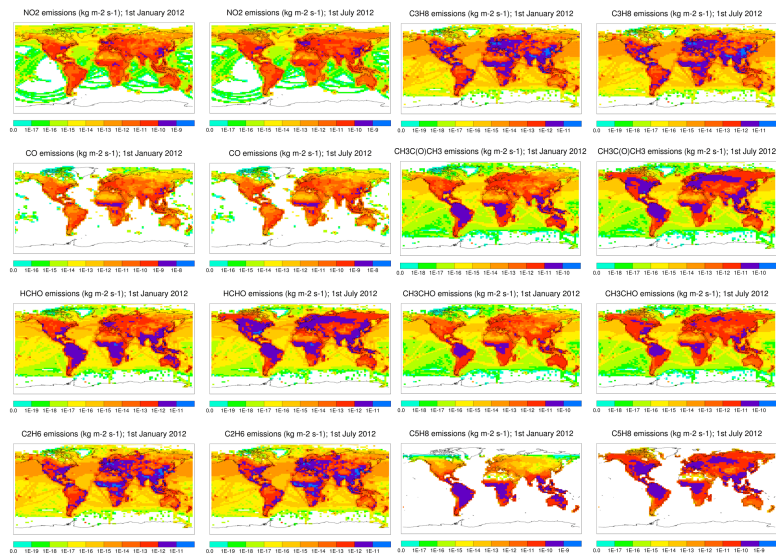 NO2 emissions (kg m-2 s-1); 1st January 2012
NO2 emissions (kg m-2 s-1); 1st July 2012
C3H8 emissions (kg m-2 s-1); 1st January 2012
C3H8 emissions (kg m-2 s-1); 1st July 2012
0.0 1E-17 1E-16 1E-15 1E-14 1E-13 1E-12 1E-11 1E-10 1E-9
0.0 1E-17 1E-16 1E-15 1E-14 1E-13 1E-12 1E-11 1E-10 1E-9
0.0 1E-19 1E-18 1E-17 1E-16 1E-15 1E-14 1E-13 1E-12 1E-11
0.0 1E-19 1E-18 1E-17 1E-16 1E-15 1E-14 1E-13 1E-12 1E-11
CO emissions (kg m-2 s-1); 1st January 2012
CO emissions (kg m-2 s-1); 1st July 2012
CH3C(O)CH3 emissions (kg m-2 s-1); 1st January 2012
CH3C(O)CH3 emissions (kg m-2 s-1); 1st July 2012
0.0 1E-16 1E-15 1E-14 1E-13 1E-12 1E-11 1E-10 1E-9 1E-8
0.0 1E-16 1E-15 1E-14 1E-13 1E-12 1E-11 1E-10 1E-9 1E-8
0.0 1E-18 1E-17 1E-16 1E-15 1E-14 1E-13 1E-12 1E-11 1E-10
0.0 1E-18 1E-17 1E-16 1E-15 1E-14 1E-13 1E-12 1E-11 1E-10
HCHO emissions (kg m-2 s-1); 1st January 2012
HCHO emissions (kg m-2 s-1); 1st July 2012
CH3CHO emissions (kg m-2 s-1); 1st January 2012
CH3CHO emissions (kg m-2 s-1); 1st July 2012
0.0 1E-19 1E-18 1E-17 1E-16 1E-15 1E-14 1E-13 1E-12 1E-11
0.0 1E-19 1E-18 1E-17 1E-16 1E-15 1E-14 1E-13 1E-12 1E-11
0.0 1E-18 1E-17 1E-16 1E-15 1E-14 1E-13 1E-12 1E-11 1E-10
0.0 1E-18 1E-17 1E-16 1E-15 1E-14 1E-13 1E-12 1E-11 1E-10
C2H6 emissions (kg m-2 s-1); 1st January 2012
C2H6 emissions (kg m-2 s-1); 1st July 2012
C5H8 emissions (kg m-2 s-1); 1st January 2012
C5H8 emissions (kg m-2 s-1); 1st July 2012
0.0 1E-19 1E-18 1E-17 1E-16 1E-15 1E-14 1E-13 1E-12 1E-11
0.0 1E-19 1E-18 1E-17 1E-16 1E-15 1E-14 1E-13 1E-12 1E-11
0.0 1E-17 1E-16 1E-15 1E-14 1E-13 1E-12 1E-11 1E-10 1E-9
0.0 1E-17 1E-16 1E-15 1E-14 1E-13 1E-12 1E-11 1E-10 1E-9